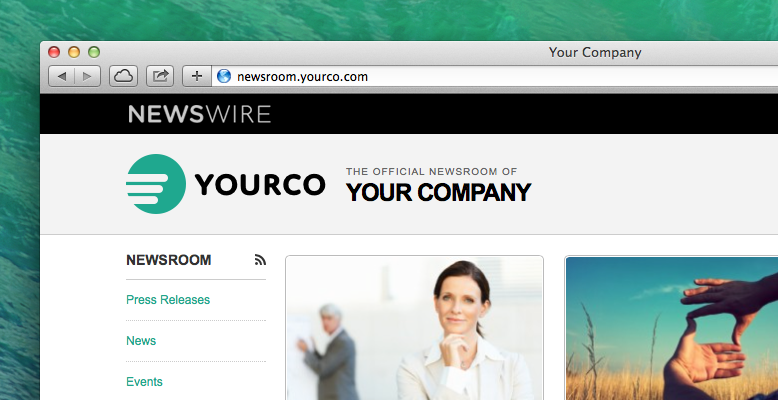 Your Company
newsroom.yourco.com
NEWSWIRE
YOURCO
THE OFFICIAL NEWSROOM OF
YOUR COMPANY
NEWSROOM
Press Releases
News
Events